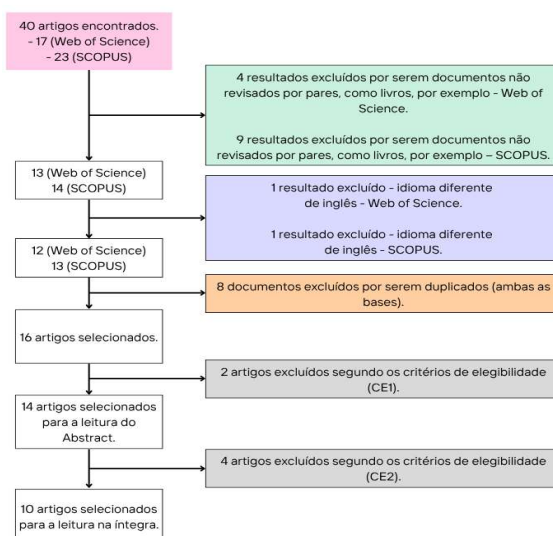 40 artigos encontrados.
- 17 (Web of Science)
- 23 (SCOPUS)
4 resultados excluídos por serem documentos não
revisados por pares, como livros, por exemplo - Web of
Science.
9 resultados excluídos por serem documentos não
revisados por pares, como livros, por exemplo – SCOPUS.
13 (Web of Science)
14 (SCOPUS)
1 resultado excluído - idioma diferente
de inglês - Web of Science.
1 resultado excluído - idioma diferente
de inglês - SCOPUS.
12 (Web of Science)
13 (SCOPUS)
8 documentos excluídos por ser duplicados (ambas as
bases).
16 artigos selecionados.
2 artigos excluídos segundo os critérios de elegibilidade
(CE1).
14 artigos selecionados
para a leitura do
Abstract.
4 artigos excluídos segundo os critérios de elegibilidade
(CE2).
10 artigos selecionados
para a leitura na íntegra.